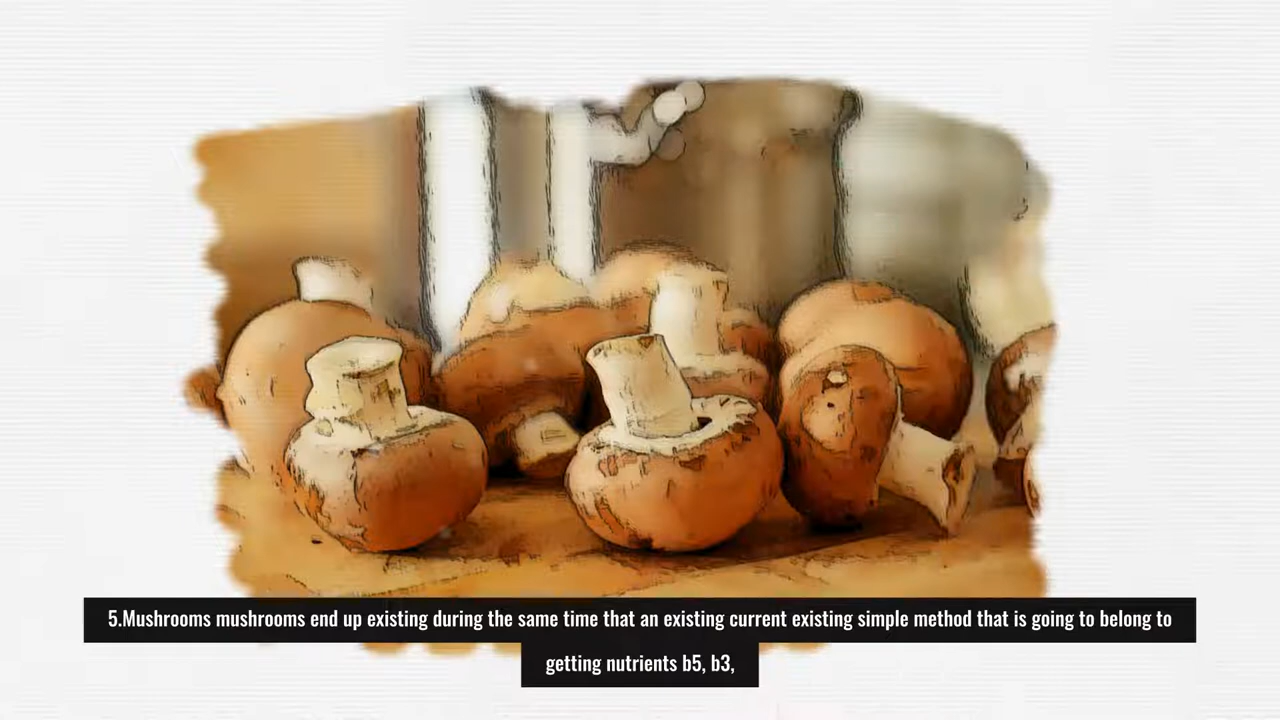 5.Mushrooms mushrooms end up existing during the same time that an existing current existing simple method that is going to belong to
getting nutrients b5, b3,